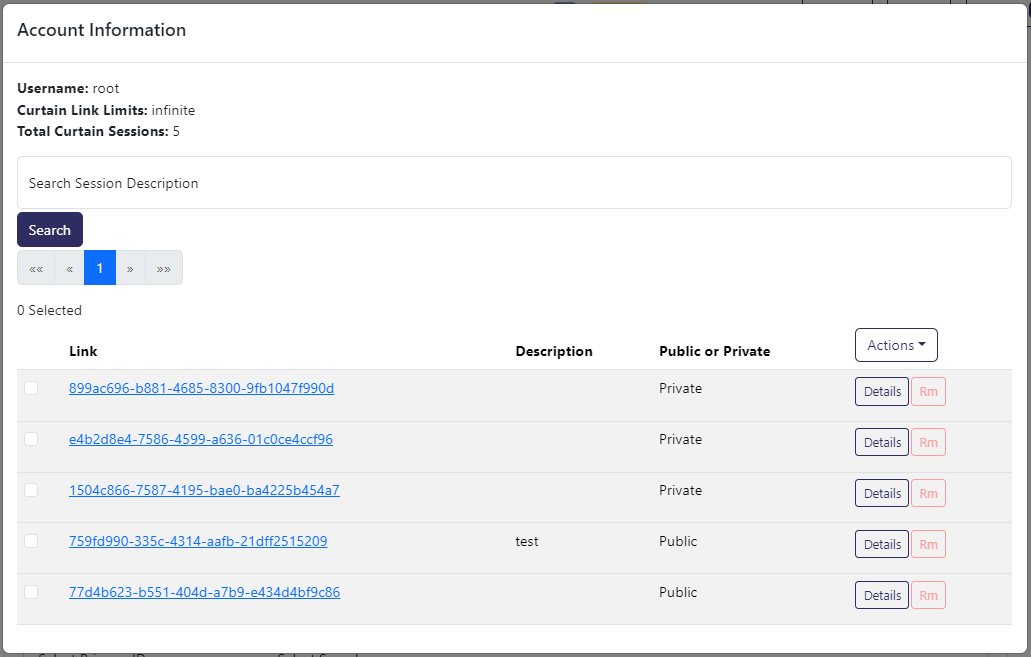 Account Information
Username: root
Curtain Link Limits: infinite
Total Curtain Sessions: 5
Search Session Description
Search
«« « 1 » »»
0 Selected
Link Description Public or Private Actions
899ac696-b881-4685-8300-9fb1047f990d Private Details Rm
e4b2d8e4-7586-4599-a636-01c0ce4ccf96 Private Details Rm
1504c866-7587-4195-bae0-ba4225b454a7 Private Details Rm
759fd990-335c-4314-aafb-21dff2515209 test Public Details Rm
77d4b623-b551-404d-a7b9-e434d4bf9c86 Public Details Rm